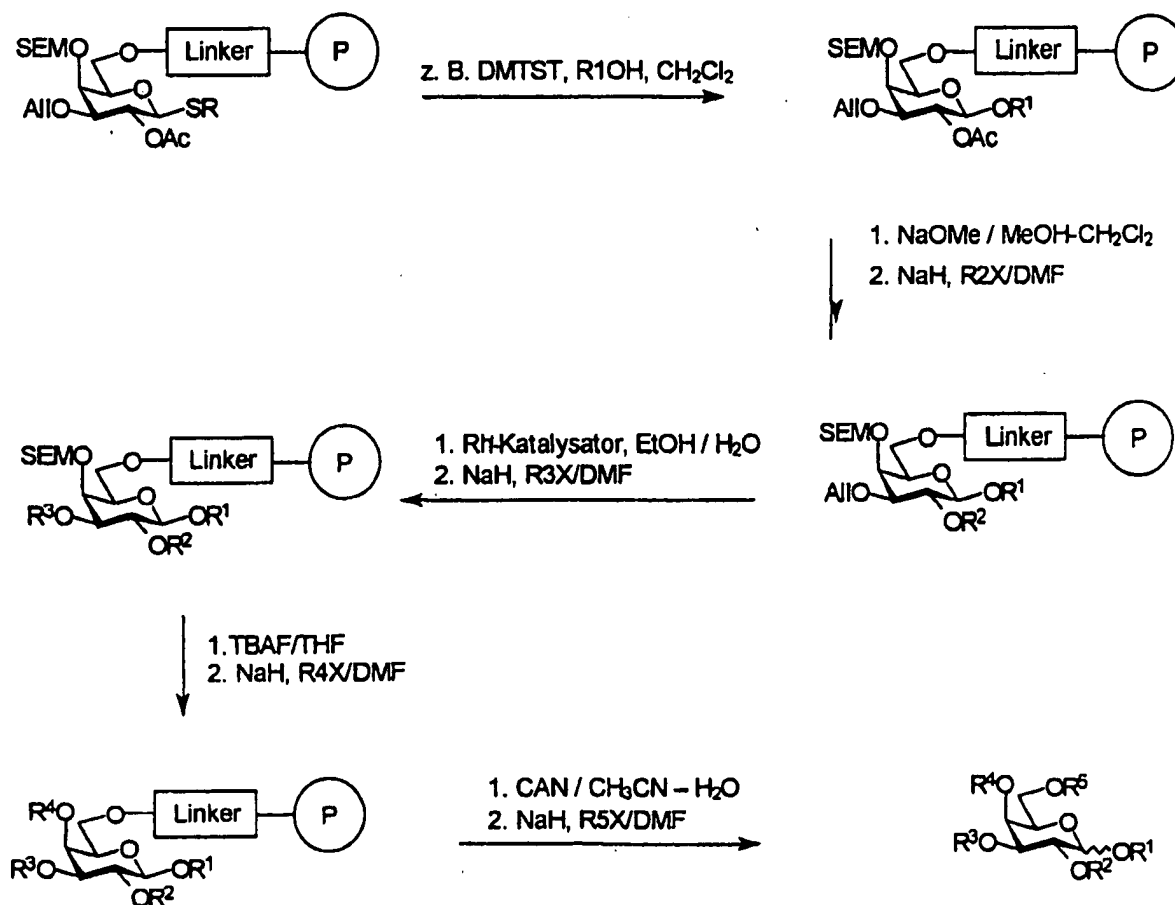 SEMO O Linker P
O
AllO SR
OAc
z. B. DMTST, R1OH, CH₂Cl₂
SEMO O Linker P
O
AllO OR¹
OAc
1. NaOMe / MeOH-CH₂Cl₂
2. NaH, R2X/DMF
SEMO O Linker P
O
AllO OR¹
OR²
1. Rh-Katalysator, EtOH / H₂O
2. NaH, R3X/DMF
SEMO O Linker P
O
R³O OR¹
OR²
1.TBAF/THF
2. NaH, R4X/DMF
R⁴O O Linker P
O
R³O OR¹
OR²
1. CAN / CH₃CN – H₂O
2. NaH, R5X/DMF
R⁴O OR⁵
O
R³O OR¹
OR²